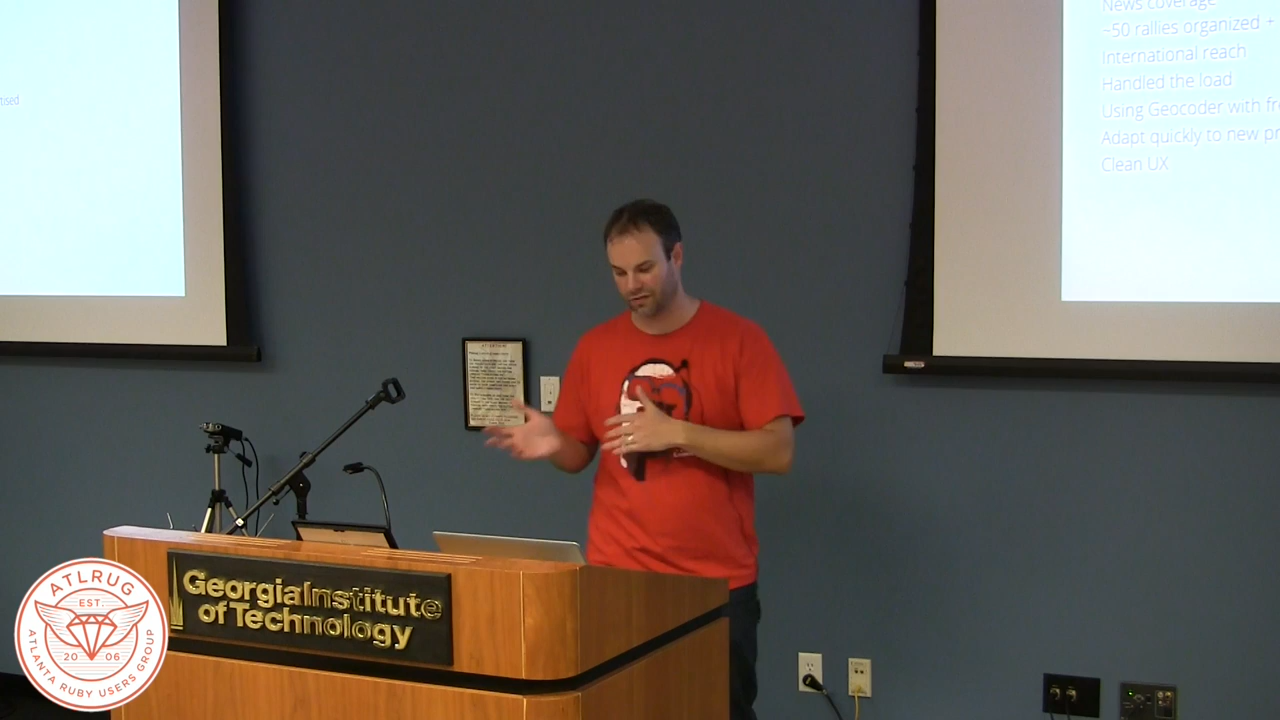 used
News coverage
~50 rallies organized +
International reach
Handled the load
Using Geocoder with fr
Adapt quickly to new pr
Clean UX
Georgia Institute
of Technology
ATLRUG
EST.
20 06
ATLANTA RUBY USERS GROUP